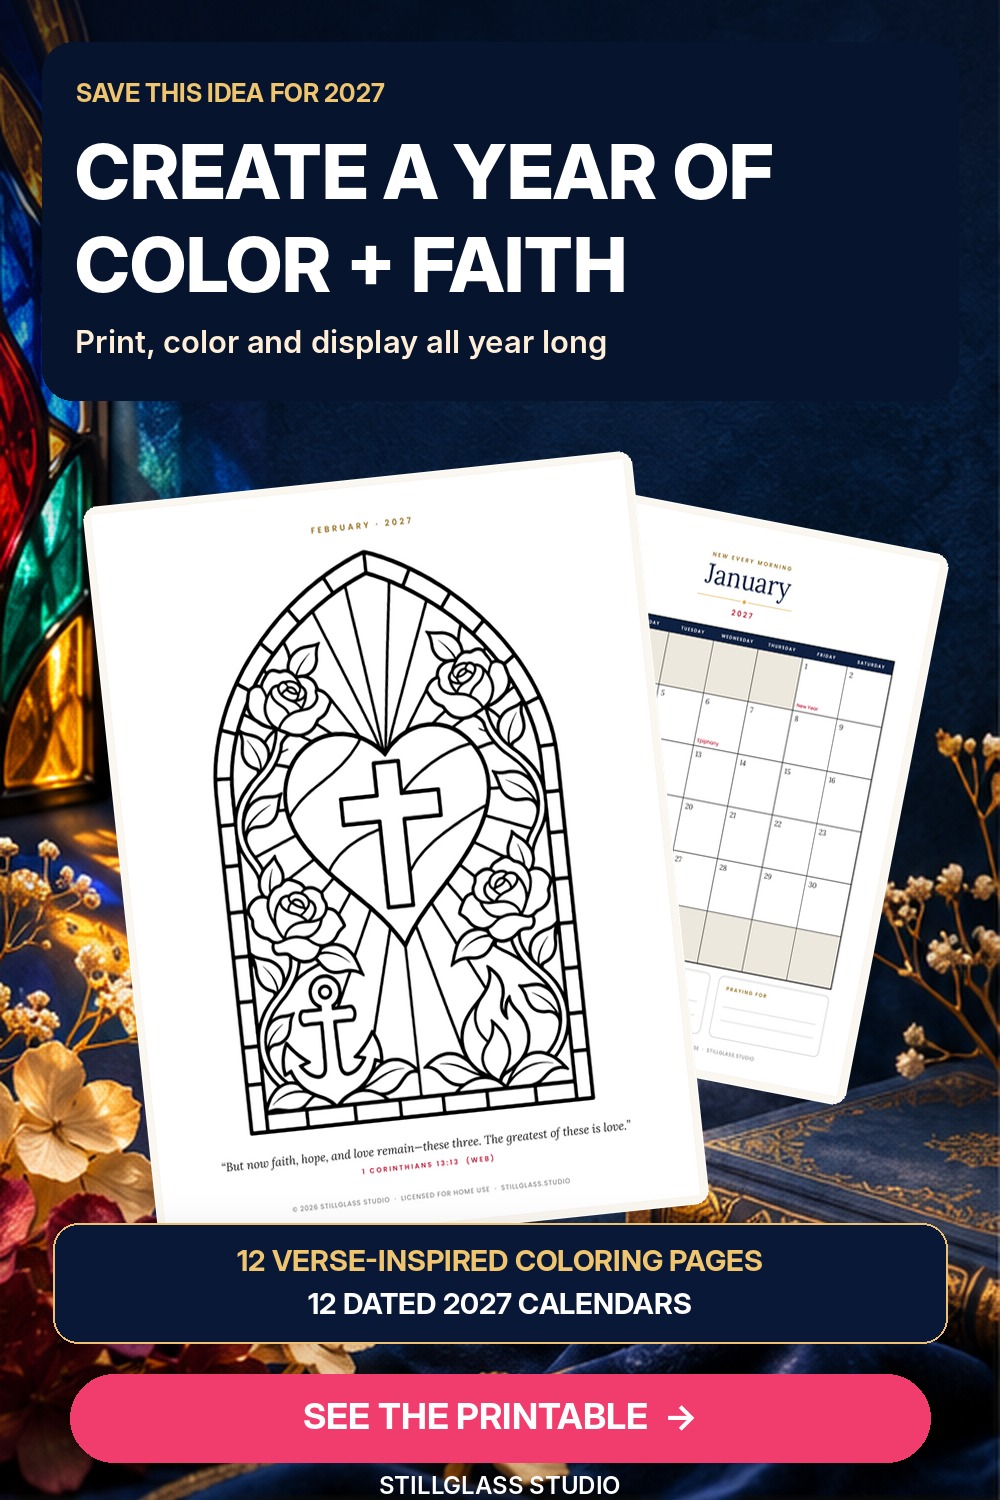 SAVE THIS IDEA FOR 2027
CREATE A YEAR OF
COLOR + FAITH
Print, color and display all year long
FEBRUARY · 2027
“But now faith, hope, and love remain—these three. The greatest of these is love.”
1 CORINTHIANS 13:13 (WEB)
© 2026 STILLGLASS STUDIO · LICENSED FOR HOME USE · STILLGLASS.STUDIO
NEW EVERY MORNING
January
2027
TUESDAY WEDNESDAY THURSDAY FRIDAY SATURDAY
1 2
New Year
5 6 7 8 9
Epiphany
13 14 15 16
20 21 22 23
27 28 29 30
PRAYING FOR
· STILLGLASS.STUDIO
12 VERSE-INSPIRED COLORING PAGES
12 DATED 2027 CALENDARS
SEE THE PRINTABLE →
STILLGLASS STUDIO